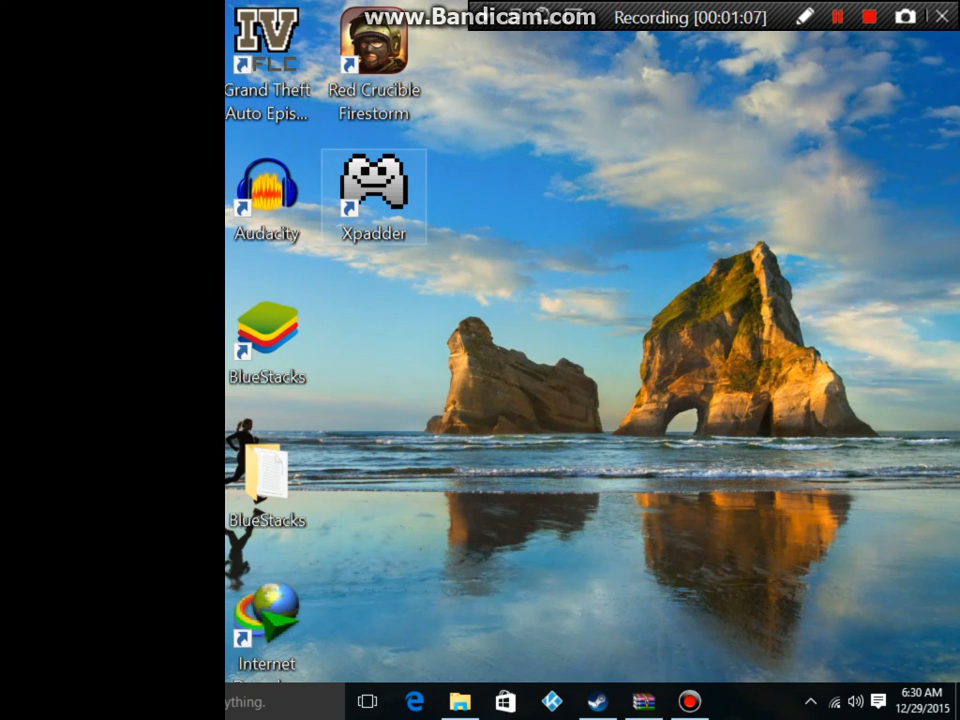 www.Bandicam.com
Recording [00:01:07]
IV
FLC
Grand Theft
Auto Epis...
Red Crucible
Firestorm
Audacity
Xpadder
BlueStacks
BlueStacks
Internet
ything.
6:30 AM
12/29/2015